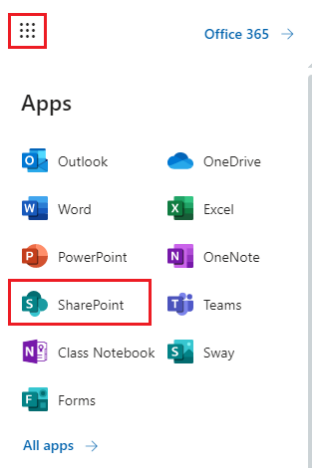 Office 365 →
Apps
Outlook OneDrive
Word Excel
PowerPoint OneNote
SharePoint Teams
Class Notebook Sway
Forms
All apps →